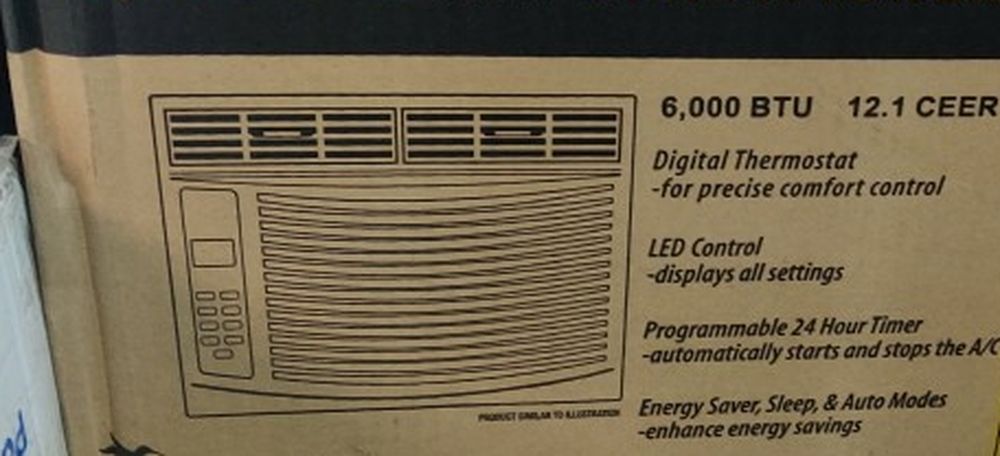 6,000 BTU 12.1 CEER
Digital Thermostat
-for precise comfort control
LED Control
-displays all settings
Programmable 24 Hour Timer
-automatically starts and stops the A/C
Energy Saver, Sleep, & Auto Modes
-enhance energy savings
PRODUCT SIMILAR TO ILLUSTRATION